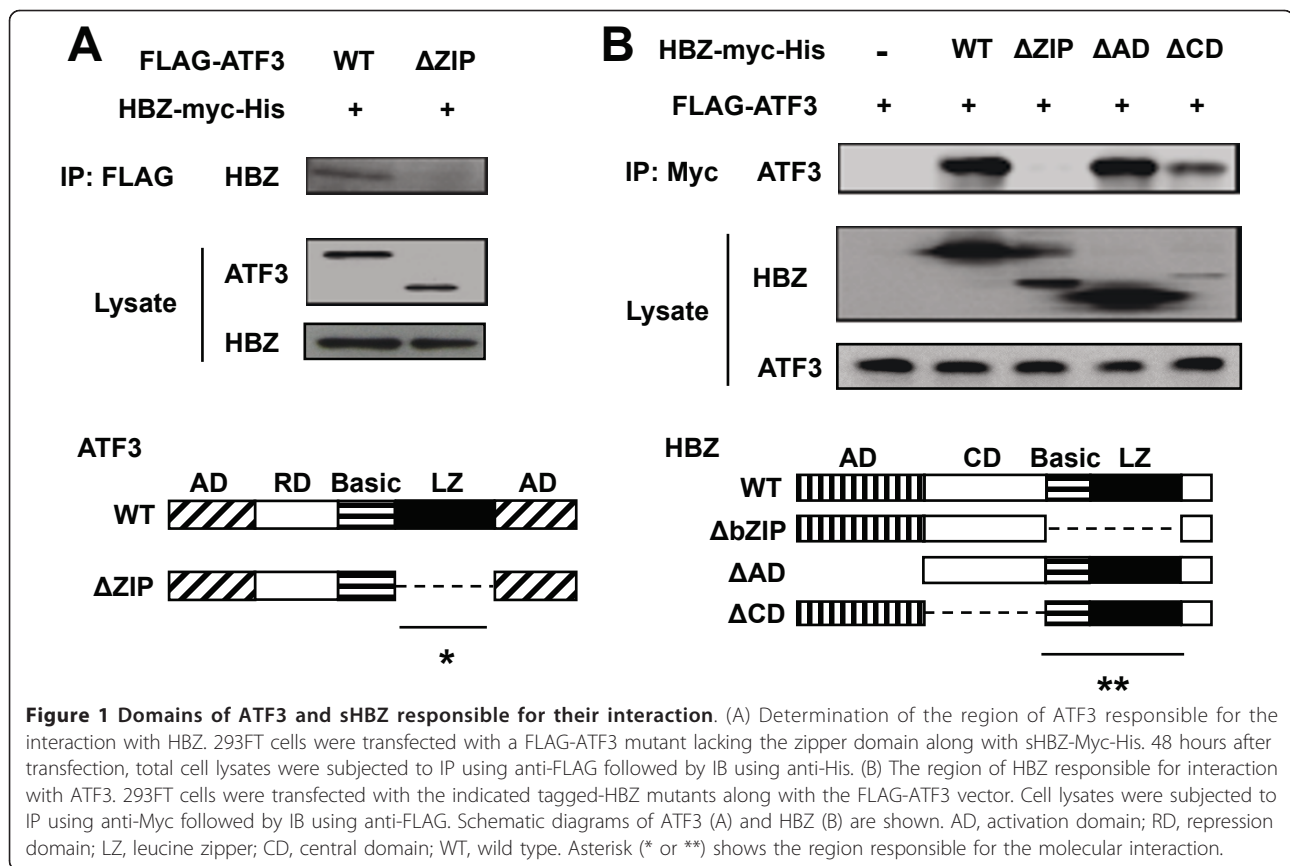 A
FLAG-ATF3 WT ΔZIP
HBZ-myc-His + +
IP: FLAG HBZ
Lysate
ATF3
HBZ
ATF3
AD RD Basic LZ AD
WT
ΔZIP
*
B
HBZ-myc-His - WT ΔZIP ΔAD ΔCD
FLAG-ATF3 + + + + +
IP: Myc ATF3
Lysate
HBZ
ATF3
HBZ
AD CD Basic LZ
WT
ΔbZIP
ΔAD
ΔCD
**
Figure 1 Domains of ATF3 and sHBZ responsible for their interaction. (A) Determination of the region of ATF3 responsible for the
interaction with HBZ. 293FT cells were transfected with a FLAG-ATF3 mutant lacking the zipper domain along with sHBZ-Myc-His. 48 hours after
transfection, total cell lysates were subjected to IP using anti-FLAG followed by IB using anti-His. (B) The region of HBZ responsible for interaction
with ATF3. 293FT cells were transfected with the indicated tagged-HBZ mutants along with the FLAG-ATF3 vector. Cell lysates were subjected to
IP using anti-Myc followed by IB using anti-FLAG. Schematic diagrams of ATF3 (A) and HBZ (B) are shown. AD, activation domain; RD, repression
domain; LZ, leucine zipper; CD, central domain; WT, wild type. Asterisk (* or **) shows the region responsible for the molecular interaction.